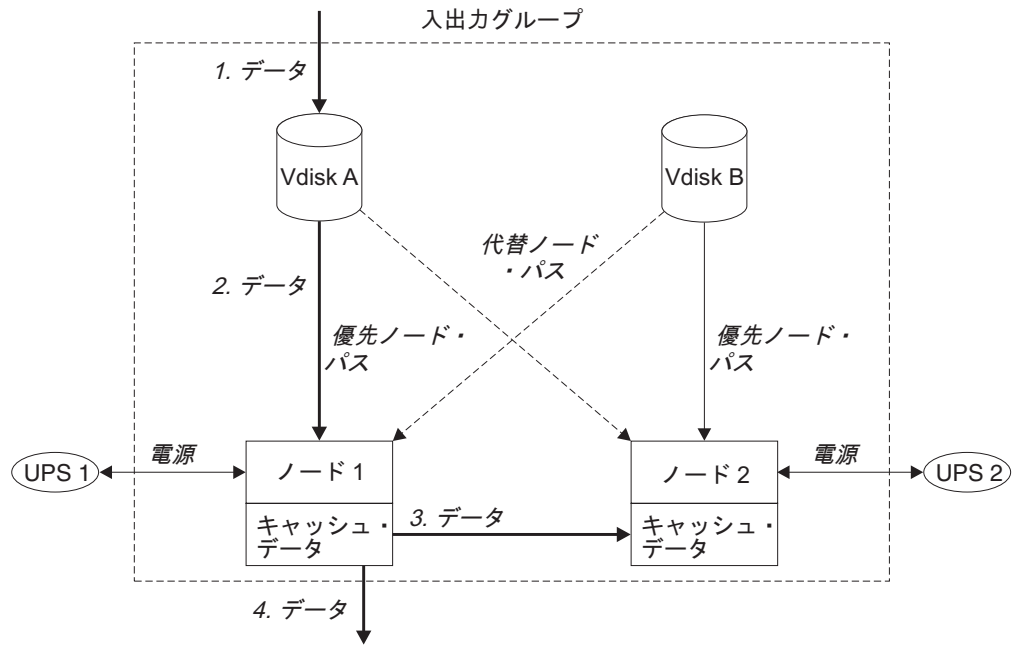 入出力グループ
1. データ
Vdisk A
Vdisk B
代替ノード
・パス
2. データ
優先ノード・
パス
優先ノード・
パス
UPS 1
電源
ノード 1
ノード 2
電源
UPS 2
キャッシュ・
データ
3. データ
キャッシュ・
データ
4. データ